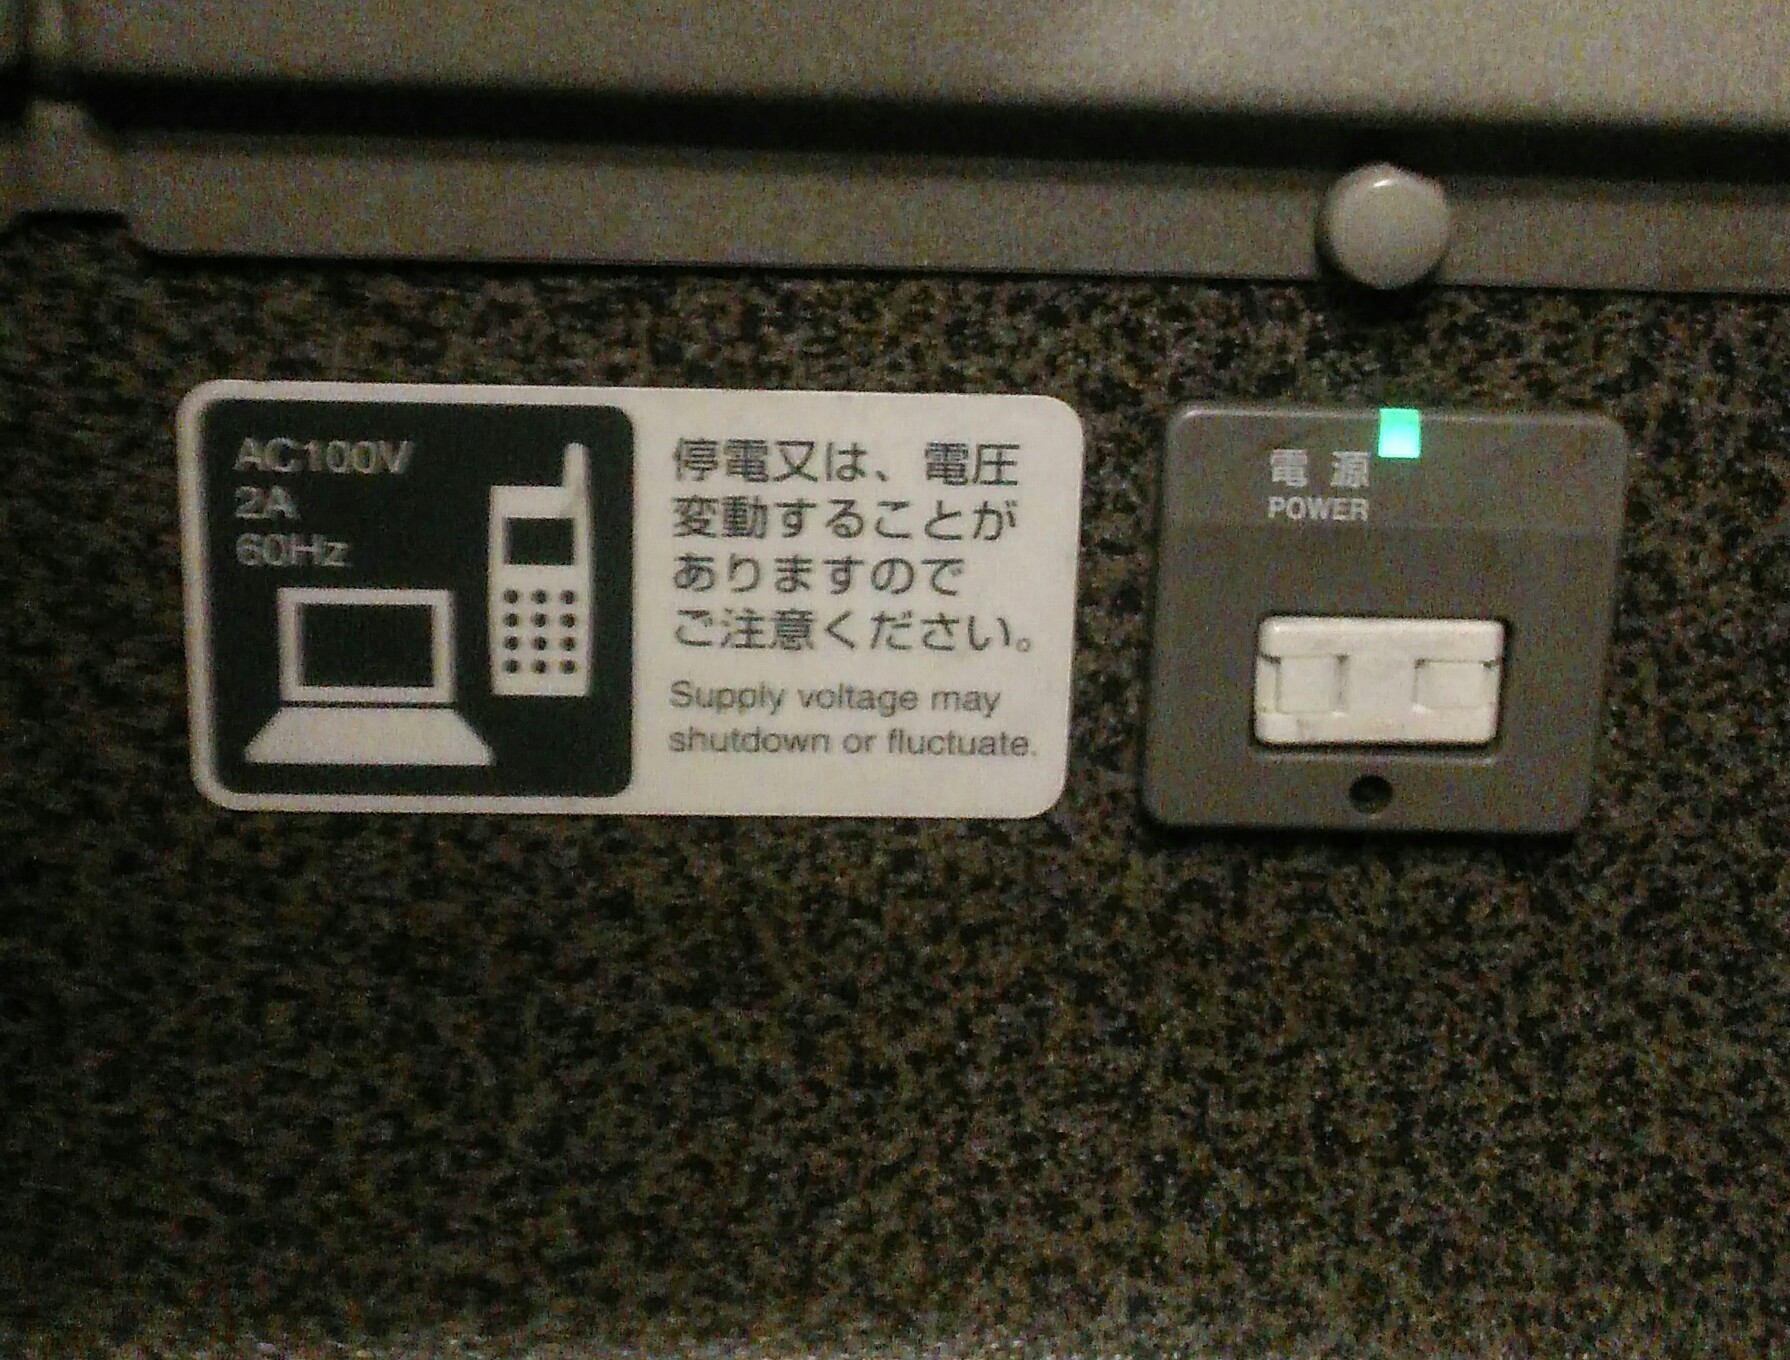 AC100V
2A
60Hz
停電又は、電圧
変動することが
ありますので
ご注意ください。
Supply voltage may
shutdown or fluctuate.
電源
POWER